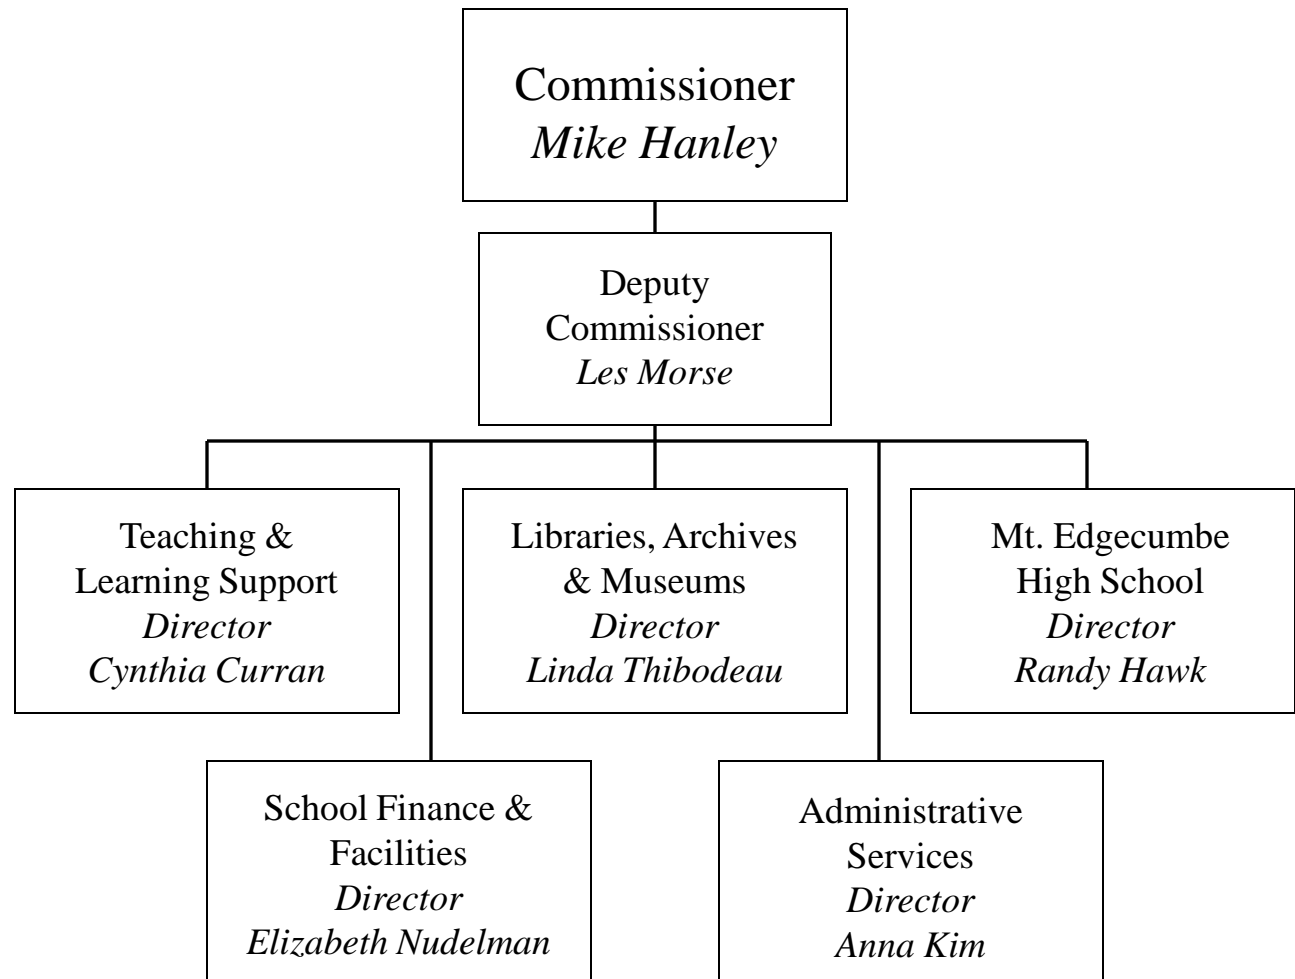 Commissioner
Mike Hanley
Deputy
Commissioner
Les Morse
Teaching &
Learning Support
Director
Cynthia Curran
Libraries, Archives
& Museums
Director
Linda Thibodeau
Mt. Edgecumbe
High School
Director
Randy Hawk
School Finance &
Facilities
Director
Elizabeth Nudelman
Administrative
Services
Director
Anna Kim